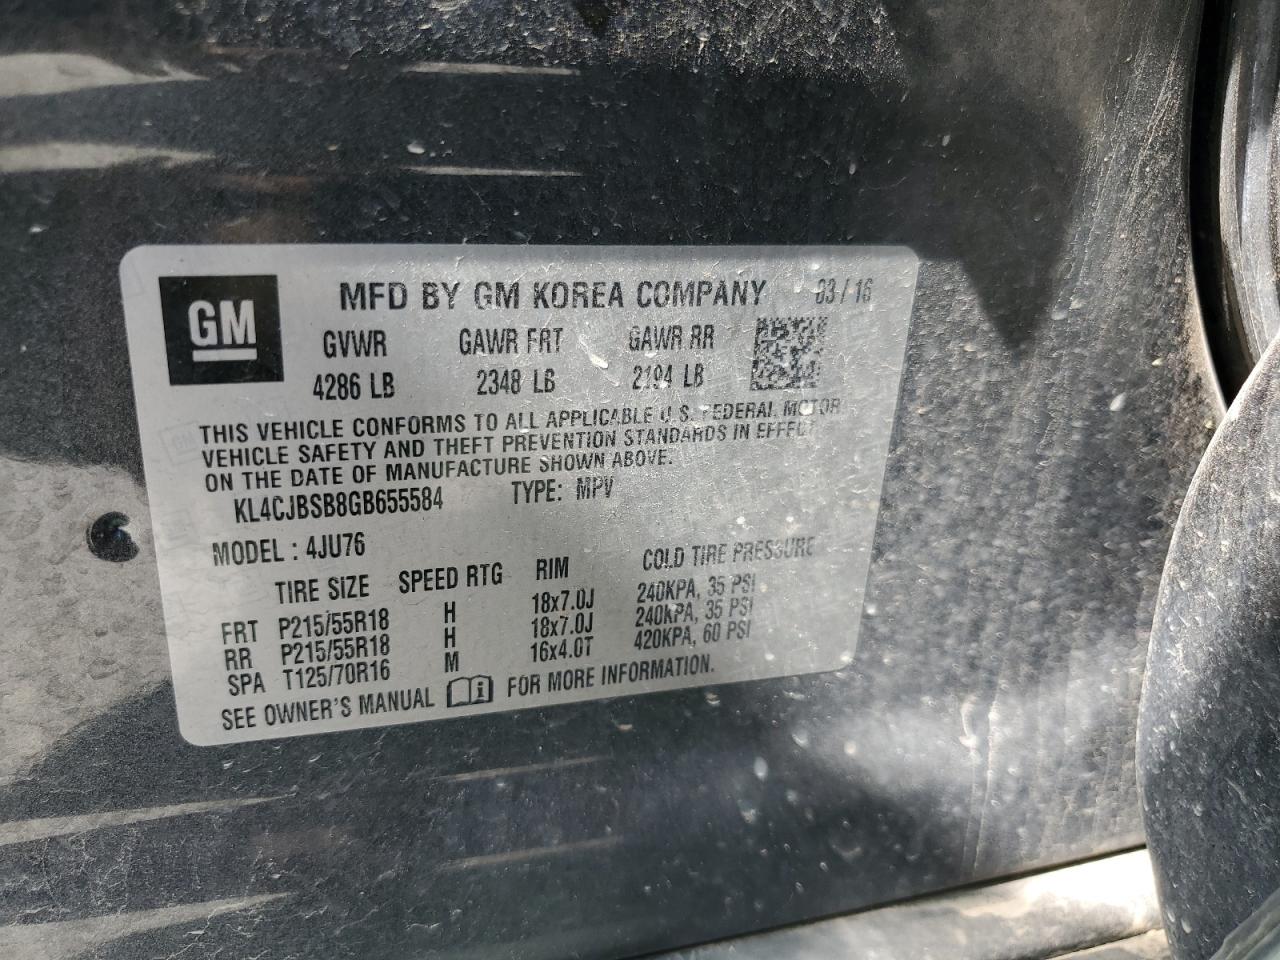 GM
MFD BY GM KOREA COMPANY 03/16
GVWR GAWR FRT GAWR RR
4286 LB 2348 LB 2194 LB
THIS VEHICLE CONFORMS TO ALL APPLICABLE U.S. FEDERAL MOTOR
VEHICLE SAFETY AND THEFT PREVENTION STANDARDS IN EFFECT
ON THE DATE OF MANUFACTURE SHOWN ABOVE.
KL4CJBSB8GB655584 TYPE: MPV
MODEL : 4JU76
TIRE SIZE SPEED RTG RIM COLD TIRE PRESSURE
FRT P215/55R18 H 18x7.0J 240KPA, 35 PSI
RR P215/55R18 H 18x7.0J 240KPA, 35 PSI
SPA T125/70R16 M 16x4.0T 420KPA, 60 PSI
SEE OWNER'S MANUAL i FOR MORE INFORMATION.